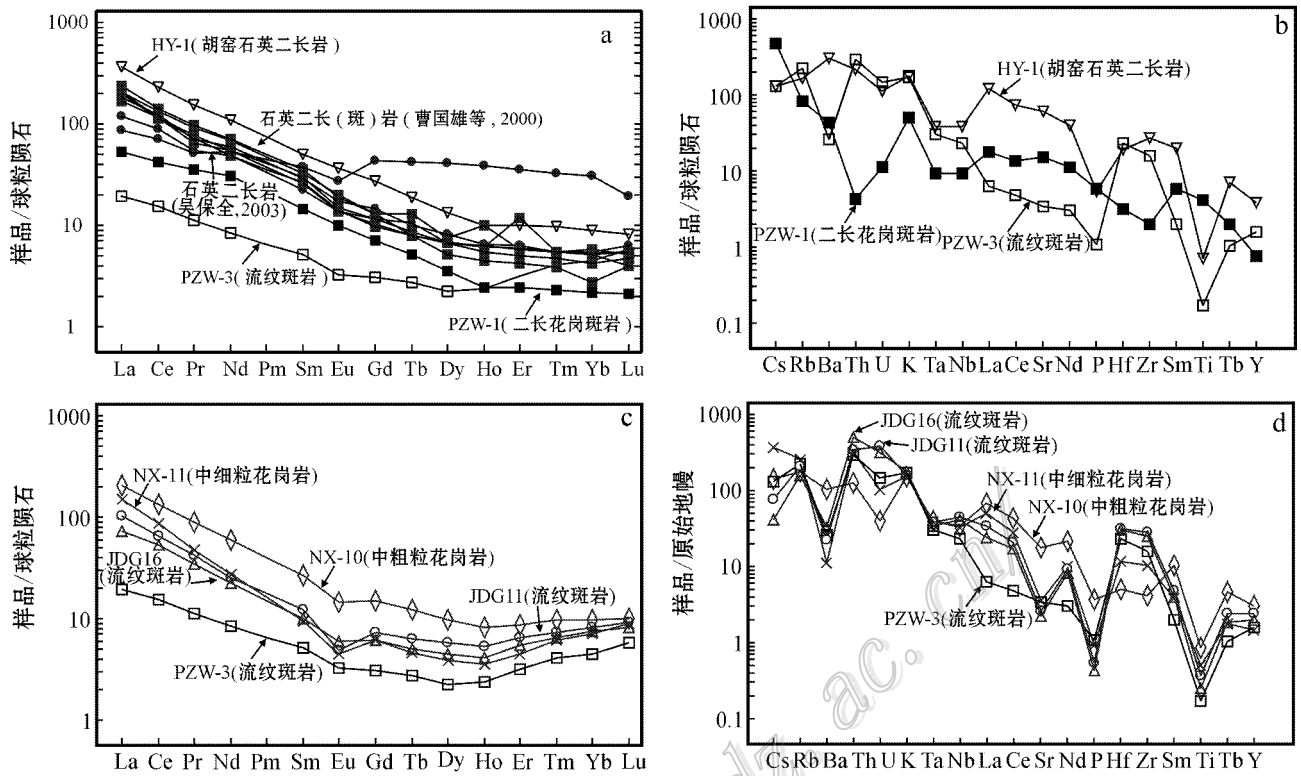 a
样品/球粒陨石
1000
100
10
1
HY-1(胡窑石英二长岩)
石英二长(斑)岩(曹国雄等,2000)
石英二长岩
(吴保全,2003)
PZW-3(流纹斑岩)
PZW-1(二长花岗斑岩)
La Ce Pr Nd Pm Sm Eu Gd Tb Dy Ho Er Tm Yb Lu
b
样品/球粒陨石
1000
100
10
1
0.1
HY-1(胡窑石英二长岩)
PZW-1(二长花岗斑岩)
PZW-3(流纹斑岩)
Cs Rb Ba Th U K Ta Nb La Ce Sr Nd P Hf Zr Sm Ti Tb Y
c
样品/球粒陨石
1000
100
10
1
NX-11(中细粒花岗岩)
NX-10(中粗粒花岗岩)
JDG16
(流纹斑岩)
JDG11(流纹斑岩)
PZW-3(流纹斑岩)
La Ce Pr Nd Pm Sm Eu Gd Tb Dy Ho Er Tm Yb Lu
d
样品/原始地幔
1000
100
10
1
0.1
JDG16(流纹斑岩)
JDG11(流纹斑岩)
NX-11(中细粒花岗岩)
NX-10(中粗粒花岗岩)
PZW-3(流纹斑岩)
Cs Rb Ba Th U K Ta Nb La Ce Sr Nd P Hf Zr Sm Ti Tb Y